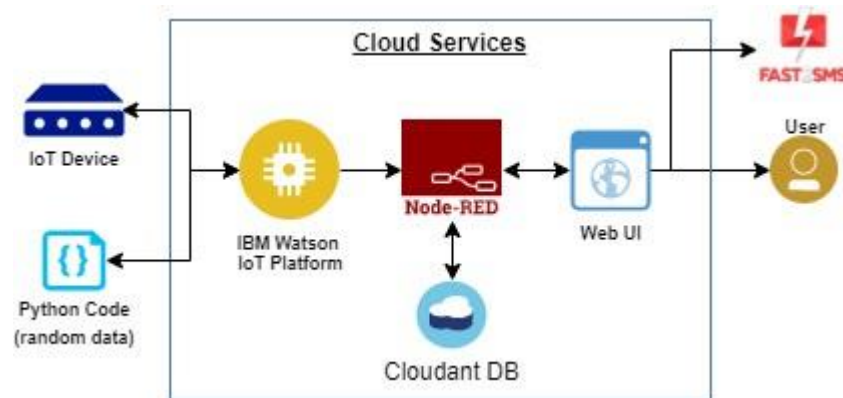 Cloud Services
IoT Device
Python Code
(random data)
IBM Watson
IoT Platform
Node-RED
Cloudant DB
Web UI
FAST2SMS
User